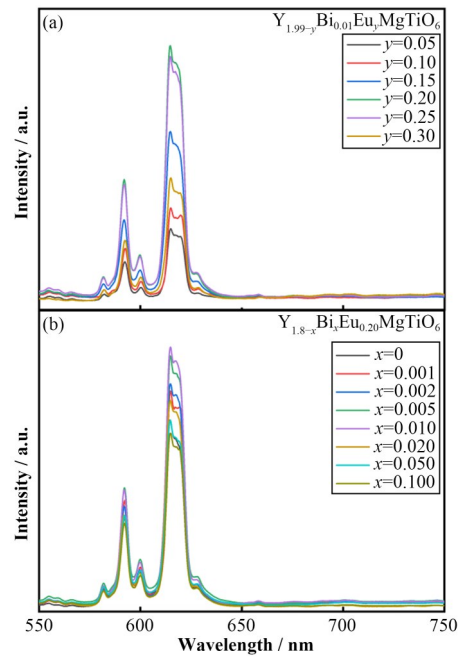 (a)
Y1.99-yBi0.01EuyMgTiO6
y=0.05
y=0.10
y=0.15
y=0.20
y=0.25
y=0.30
Intensity / a.u.
(b)
Y1.8-xBixEu0.20MgTiO6
x=0
x=0.001
x=0.002
x=0.005
x=0.010
x=0.020
x=0.050
x=0.100
Intensity / a.u.
550 600 650 700 750
Wavelength / nm